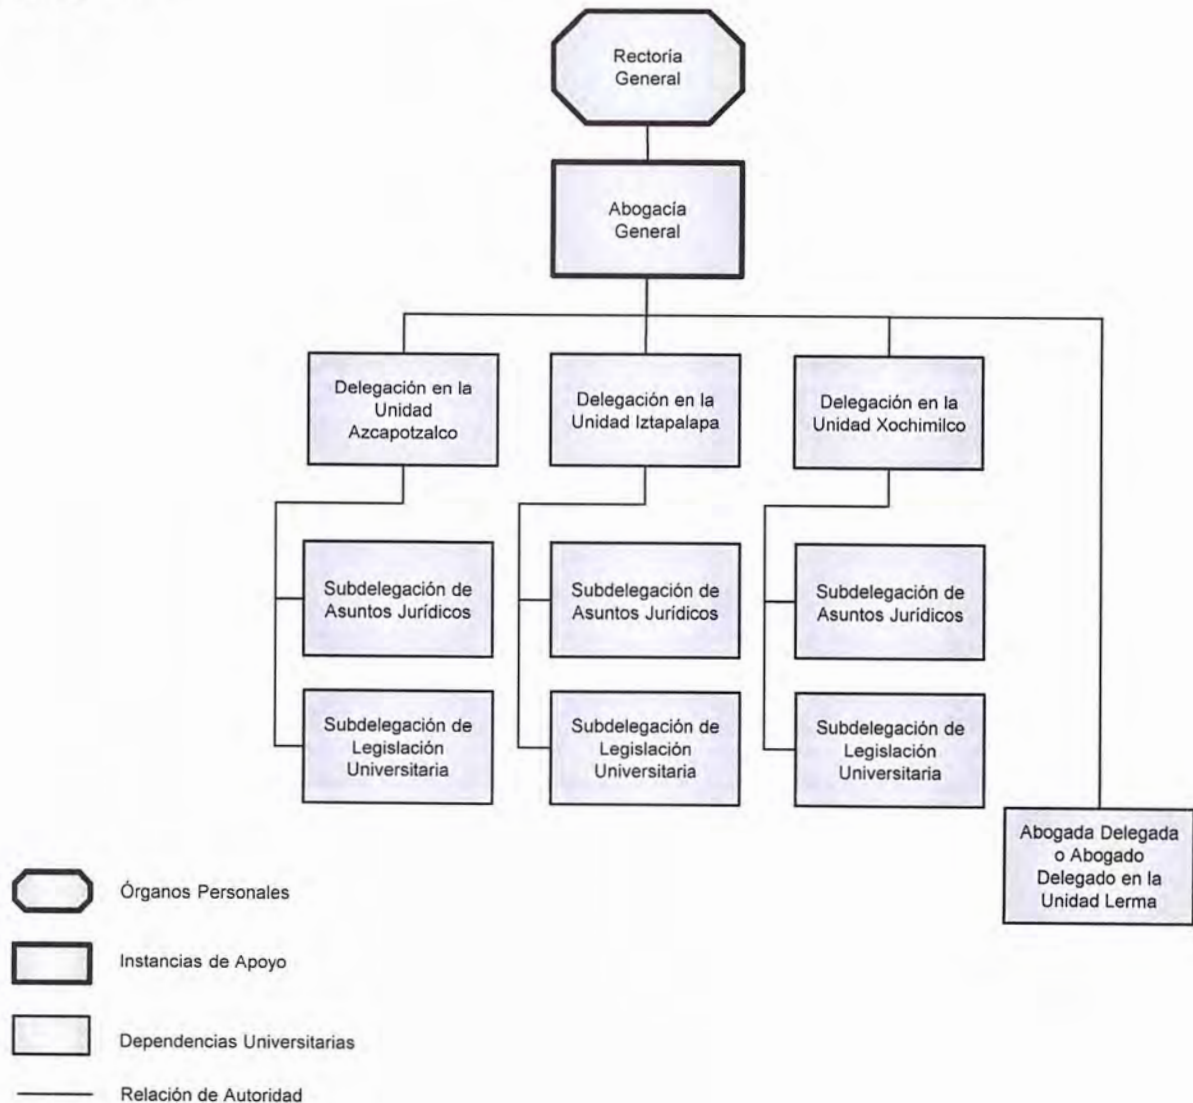 Rectoría
General
Abogacía
General
Delegación en la
Unidad
Azcapotzalco
Delegación en la
Unidad Iztapalapa
Delegación en la
Unidad Xochimilco
Subdelegación de
Asuntos Jurídicos
Subdelegación de
Asuntos Jurídicos
Subdelegación de
Asuntos Jurídicos
Subdelegación de
Legislación
Universitaria
Subdelegación de
Legislación
Universitaria
Subdelegación de
Legislación
Universitaria
Abogada Delegada
o Abogado
Delegado en la
Unidad Lerma
Órganos Personales
Instancias de Apoyo
Dependencias Universitarias
Relación de Autoridad